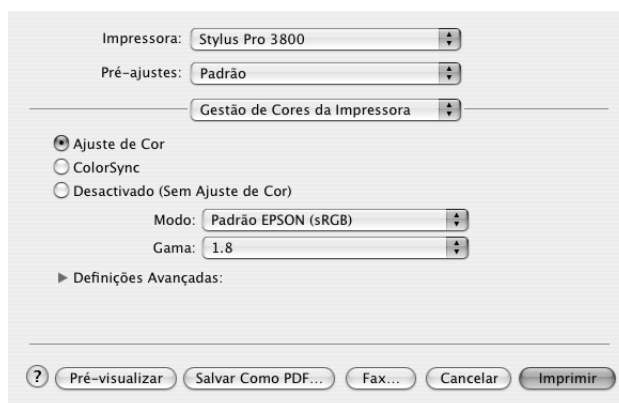 Impressora: Stylus Pro 3800
Pré-ajustes: Padrão
Gestão de Cores da Impressora
Ajuste de Cor
ColorSync
Desactivado (Sem Ajuste de Cor)
Modo: Padrão EPSON (sRGB)
Gama: 1.8
Definições Avançadas:
? Pré-visualizar Salvar Como PDF... Fax... Cancelar Imprimir